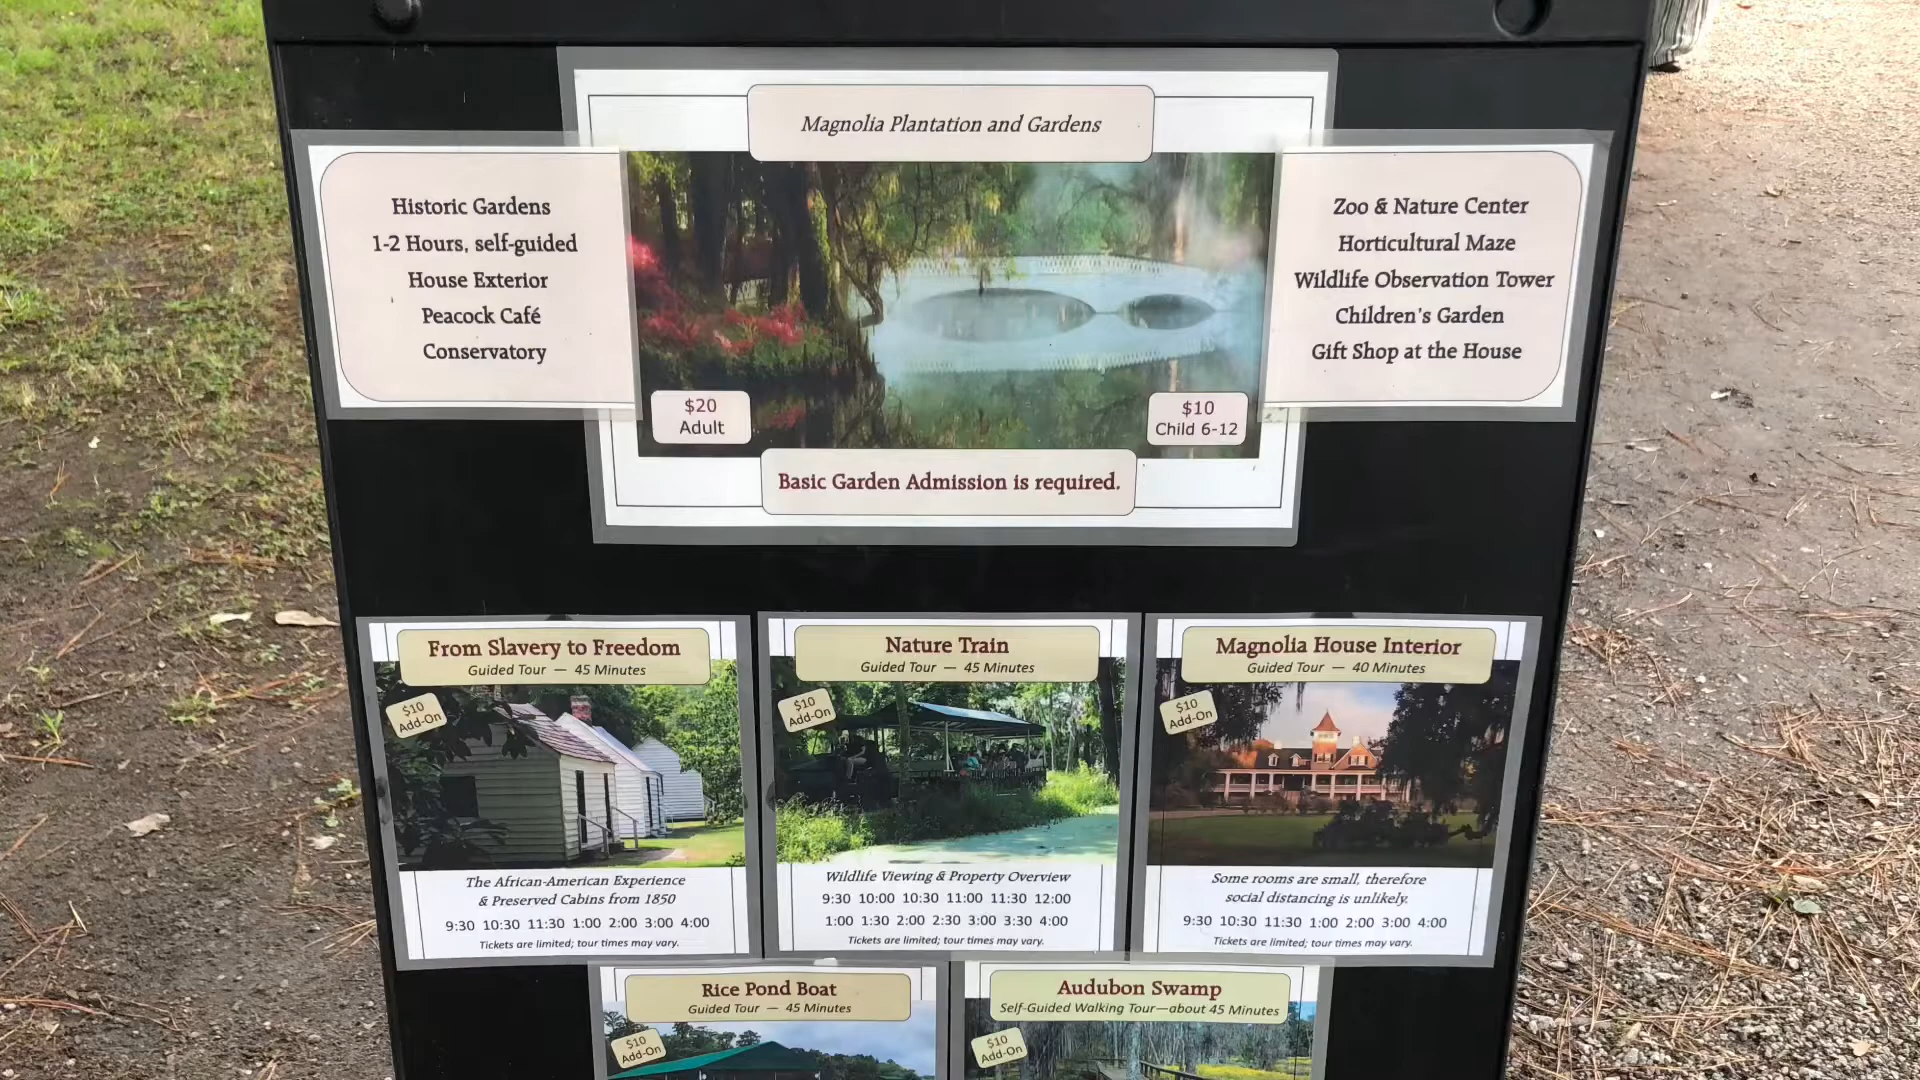 Magnolia Plantation and Gardens
Historic Gardens
1-2 Hours, self-guided
House Exterior
Peacock Café
Conservatory
Zoo & Nature Center
Horticultural Maze
Wildlife Observation Tower
Children's Garden
Gift Shop at the House
$20
Adult
$10
Child 6-12
Basic Garden Admission is required.
From Slavery to Freedom
Guided Tour — 45 Minutes
$10
Add-On
The African-American Experience
& Preserved Cabins from 1850
9:30 10:30 11:30 1:00 2:00 3:00 4:00
Tickets are limited; tour times may vary.
Nature Train
Guided Tour — 45 Minutes
$10
Add-On
Wildlife Viewing & Property Overview
9:30 10:00 10:30 11:00 11:30 12:00
1:00 1:30 2:00 2:30 3:00 3:30 4:00
Tickets are limited; tour times may vary.
Magnolia House Interior
Guided Tour — 40 Minutes
$10
Add-On
Some rooms are small, therefore
social distancing is unlikely.
9:30 10:30 11:30 1:00 2:00 3:00 4:00
Tickets are limited; tour times may vary.
Rice Pond Boat
Guided Tour — 45 Minutes
$10
Add-On
Audubon Swamp
Self-Guided Walking Tour—about 45 Minutes
$10
Add-On